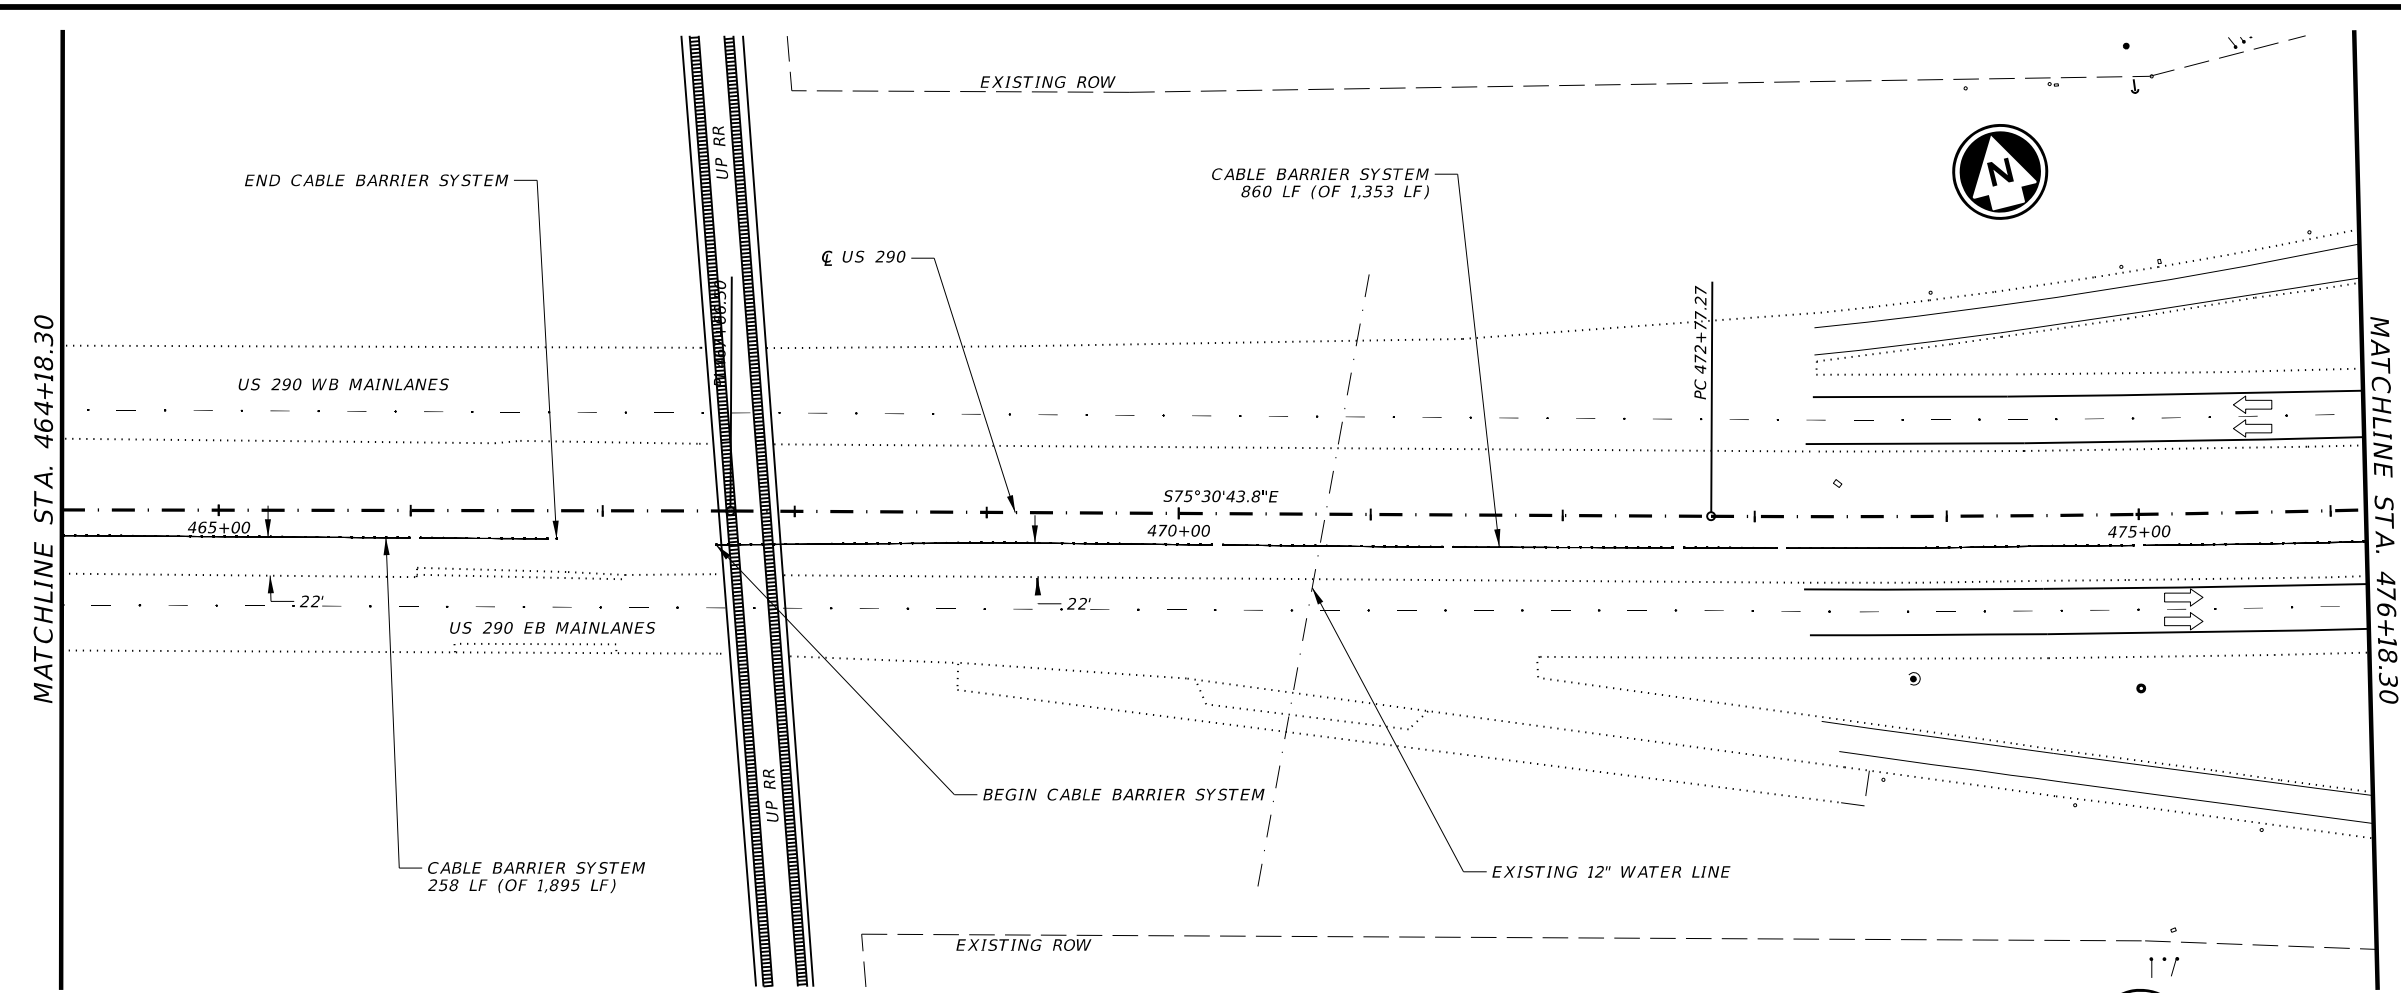 EXISTING ROW
UP RR
N
END CABLE BARRIER SYSTEM
CABLE BARRIER SYSTEM
860 LF (OF 1,353 LF)
℄ US 290
PC 472+77.27
MATCHLINE STA. 464+18.30
MATCHLINE STA. 476+18.30
US 290 WB MAINLANES
S75°30'43.8"E
465+00
470+00
475+00
22'
22'
US 290 EB MAINLANES
UP RR
BEGIN CABLE BARRIER SYSTEM
CABLE BARRIER SYSTEM
258 LF (OF 1,895 LF)
EXISTING 12" WATER LINE
EXISTING ROW